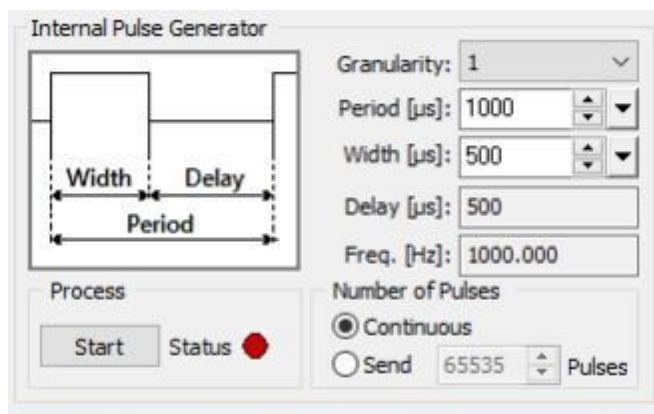 Internal Pulse Generator
Width
Delay
Period
Granularity: 1
Period [µs]: 1000
Width [µs]: 500
Delay [µs]: 500
Freq. [Hz]: 1000.000
Process
Start Status
Number of Pulses
Continuous
Send 65535 Pulses